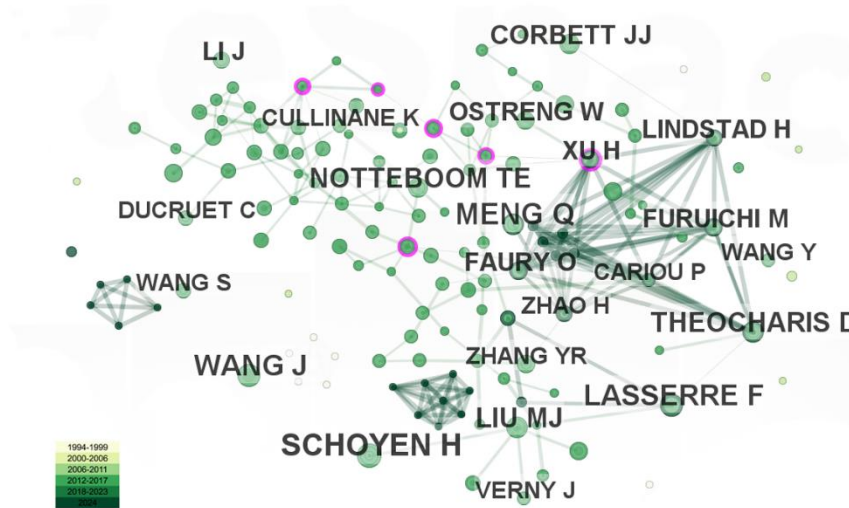 CORBETT JJ
LI J
CULLINANE K
OSTRENG W
XU H
LINDSTAD H
NOTTEBOOM TE
DUCRUET C
MENG Q
FURUICHI M
WANG Y
FAURY O
CARIOU P
WANG S
ZHAO H
THEOCHARIS D
ZHANG YR
WANG J
LASSERRE F
LIU MJ
SCHOYEN H
VERNY J
1994-1999
2000-2006
2006-2011
2012-2017
2018-2023
2024